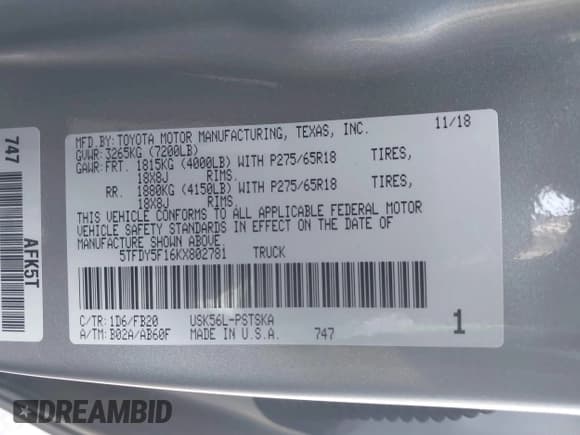 MFD.BY:TOYOTA MOTOR MANUFACTURING, TEXAS, INC. 11/18
GVWR:3265KG (7200LB)
GAWR:FRT. 1815KG (4000LB) WITH P275/65R18 TIRES,
18X8J RIMS.
RR. 1880KG (4150LB) WITH P275/65R18 TIRES,
18X8J RIMS.
THIS VEHICLE CONFORMS TO ALL APPLICABLE FEDERAL MOTOR
VEHICLE SAFETY STANDARDS IN EFFECT ON THE DATE OF
MANUFACTURE SHOWN ABOVE.
5TFDY5F16KX802781 TRUCK
C/TR:1D6/FB20 USK56L-PSTSKA
A/TM:B02A/AB60F MADE IN U.S.A. 747 1
747
AFK5T
DREAMBID